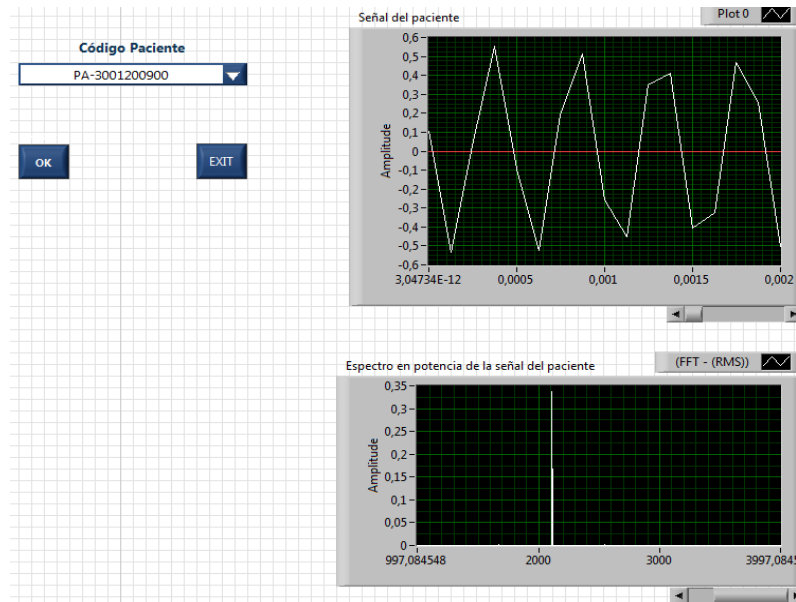 Código Paciente
PA-3001200900
OK
EXIT
Señal del paciente
Plot 0
Amplitude
0,6
0,5
0,4
0,3
0,2
0,1
0
-0,1
-0,2
-0,3
-0,4
-0,5
-0,6
3,04734E-12
0,0005
0,001
0,0015
0,002
Espectro en potencia de la señal del paciente
(FFT - (RMS))
Amplitude
0,35
0,3
0,25
0,2
0,15
0,1
0,05
0
997,084548
2000
3000
3997,0845